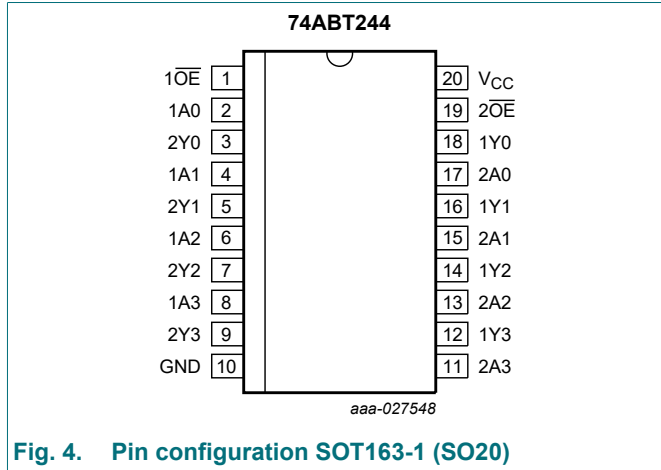 74ABT244
1O̅E̅ 1 20 VCC
1A0 2 19 2O̅E̅
2Y0 3 18 1Y0
1A1 4 17 2A0
2Y1 5 16 1Y1
1A2 6 15 2A1
2Y2 7 14 1Y2
1A3 8 13 2A2
2Y3 9 12 1Y3
GND 10 11 2A3
aaa-027548
Fig. 4. Pin configuration SOT163-1 (SO20)